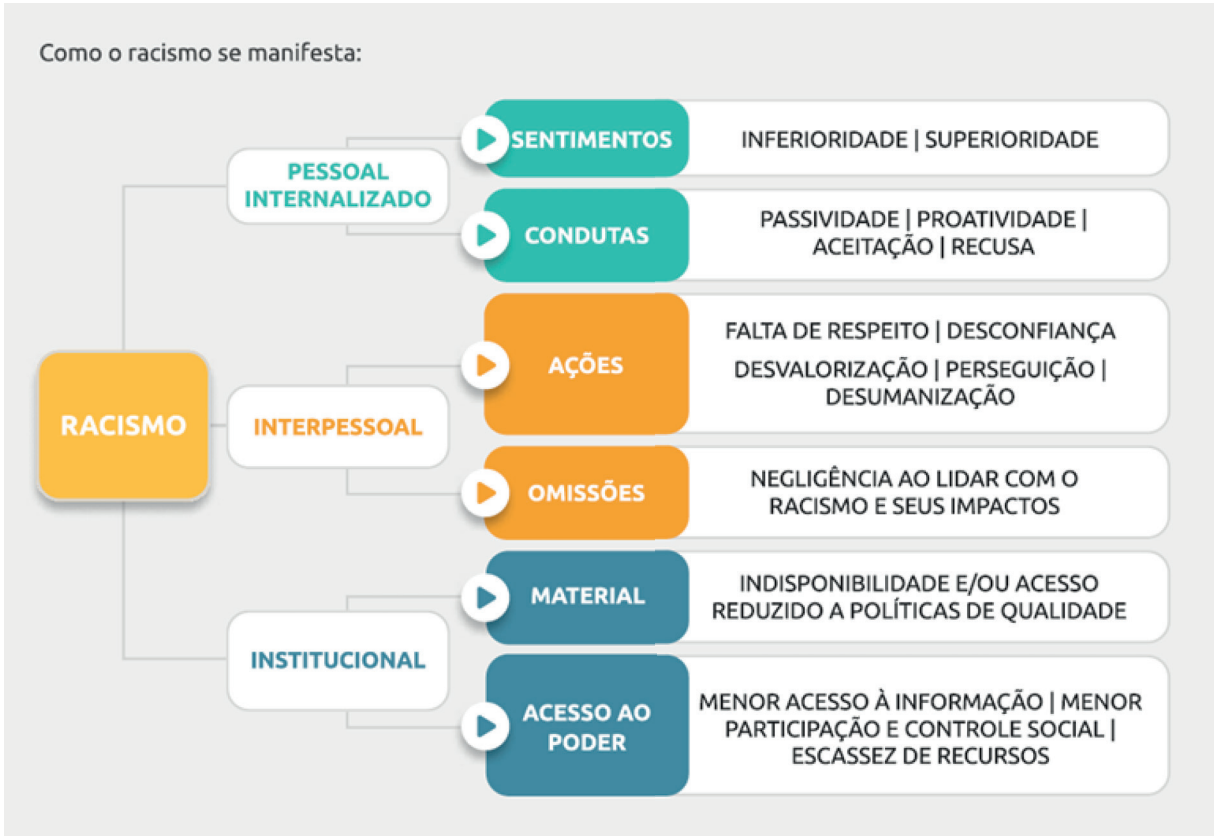 Como o racismo se manifesta:
RACISMO
PESSOAL
INTERNALIZADO
SENTIMENTOS
INFERIORIDADE | SUPERIORIDADE
CONDUTAS
PASSIVIDADE | PROATIVIDADE |
ACEITAÇÃO | RECUSA
INTERPESSOAL
AÇÕES
FALTA DE RESPEITO | DESCONFIANÇA
DESVALORIZAÇÃO | PERSEGUIÇÃO |
DESUMANIZAÇÃO
OMISSÕES
NEGLIGÊNCIA AO LIDAR COM O
RACISMO E SEUS IMPACTOS
INSTITUCIONAL
MATERIAL
INDISPONIBILIDADE E/OU ACESSO
REDUZIDO A POLÍTICAS DE QUALIDADE
ACESSO AO
PODER
MENOR ACESSO À INFORMAÇÃO | MENOR
PARTICIPAÇÃO E CONTROLE SOCIAL |
ESCASSEZ DE RECURSOS